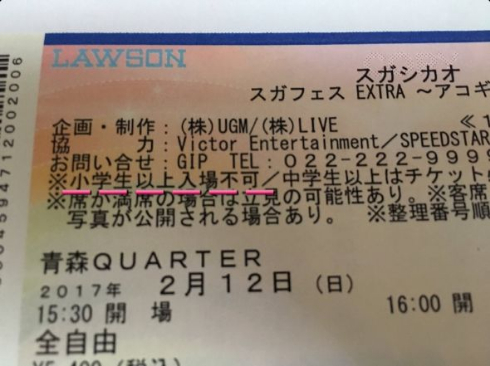 LAWSON
スガシカオ
スガフェス EXTRA ～アコギ
企画・制作：(株)UGM/(株)LIVE ≪1
協 力：Victor Entertainment／SPEEDSTAR
お問い合せ：GIP TEL：022-222-9999
※小学生以上入場不可／中学生以上はチケット
※席が満席の場合は立見の可能性あり。※客席
写真が公開される場合あり。 ※整理番号順
青森QUARTER
2017年 2月12日（日）
15:30 開 場 16:00 開
全自由